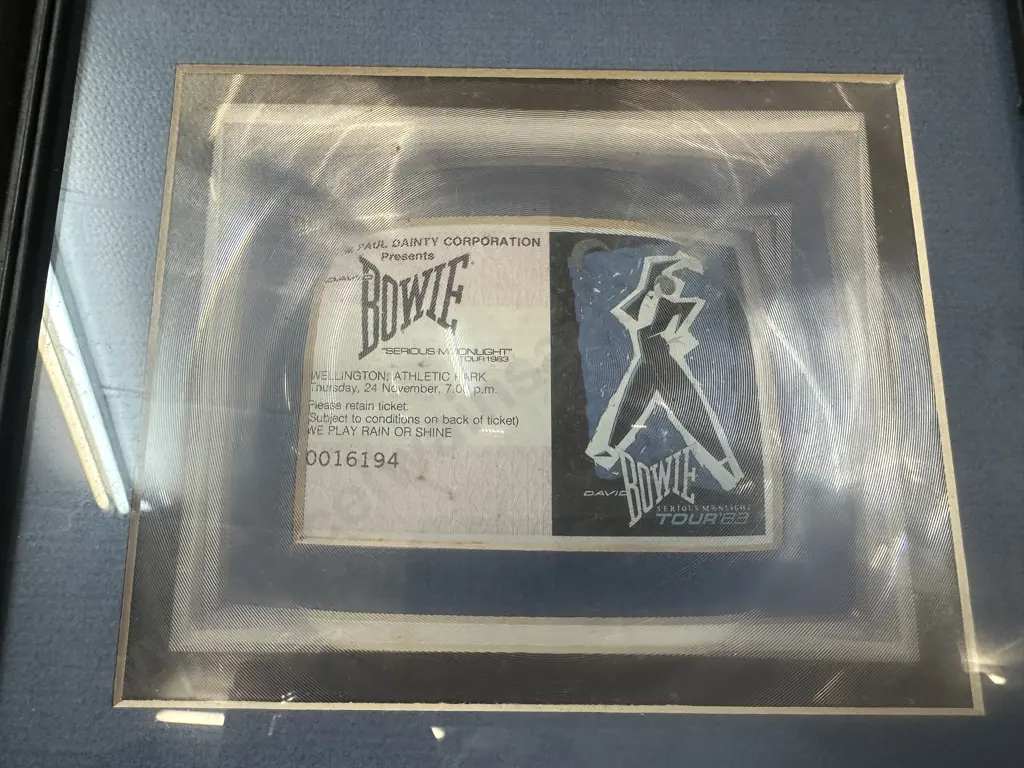 PAUL DAINTY CORPORATION
Presents
DAVID
BOWIE
"SERIOUS MOONLIGHT"
TOUR 1983
WELLINGTON, ATHLETIC PARK
Thursday, 24 November, 7.00 p.m.
Please retain ticket.
(Subject to conditions on back of ticket)
WE PLAY RAIN OR SHINE
0016194
DAVID BOWIE
SERIOUS MOONLIGHT
TOUR '83